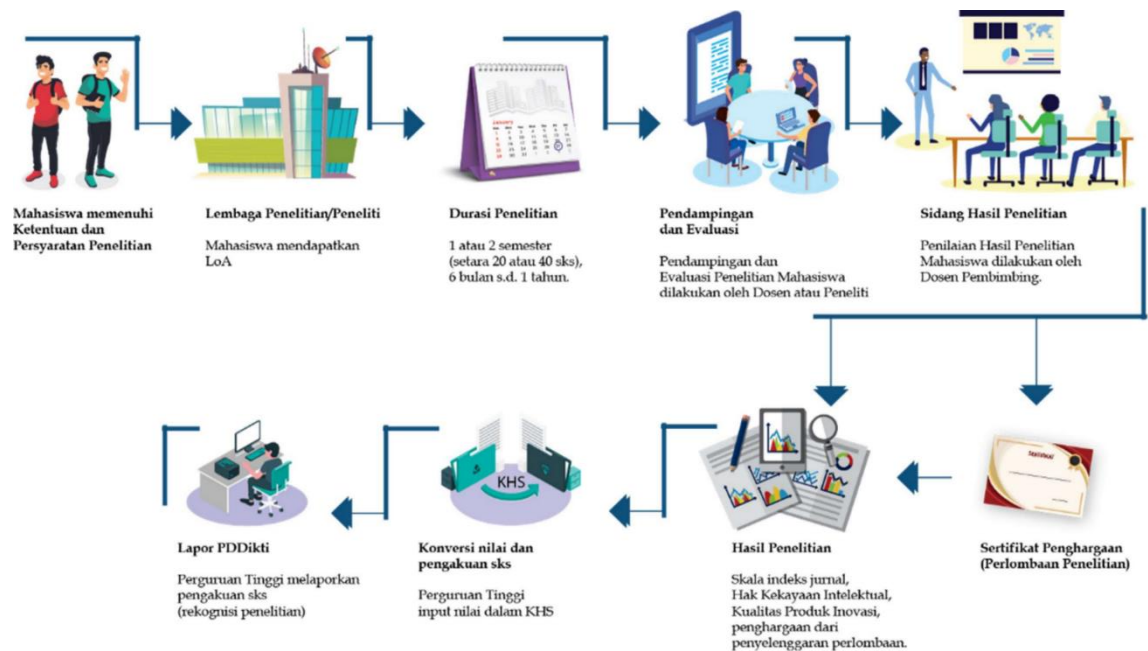 Mahasiswa memenuhi
Ketentuan dan
Persyaratan Penelitian
Lembaga Penelitian/Peneliti
Mahasiswa mendapatkan
LoA
January
Durasi Penelitian
1 atau 2 semester
(setara 20 atau 40 sks),
6 bulan s.d. 1 tahun.
Pendampingan
dan Evaluasi
Pendampingan dan
Evaluasi Penelitian Mahasiswa
dilakukan oleh Dosen atau Peneliti
Sidang Hasil Penelitian
Penilaian Hasil Penelitian
Mahasiswa dilakukan oleh
Dosen Pembimbing.
Lapor PDDikti
Perguruan Tinggi melaporkan
pengakuan sks
(rekognisi penelitian)
KHS
Konversi nilai dan
pengakuan sks
Perguruan Tinggi
input nilai dalam KHS
Hasil Penelitian
Skala indeks jurnal,
Hak Kekayaan Intelektual,
Kualitas Produk Inovasi,
penghargaan dari
penyelenggaran perlombaan.
Sertifikat Penghargaan
(Perlombaan Penelitian)